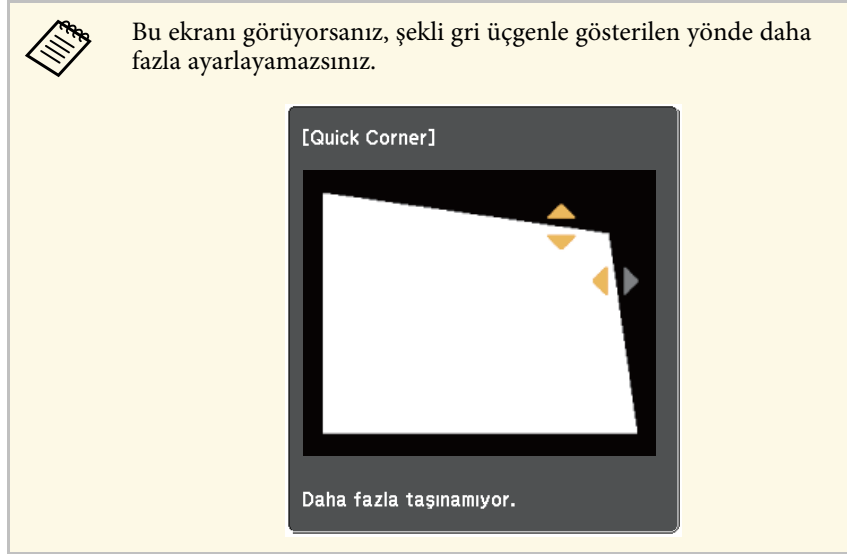 Bu ekranı görüyorsanız, şekli gri üçgenle gösterilen yönde daha
fazla ayarlayamazsınız.
[Quick Corner]
Daha fazla taşınamıyor.